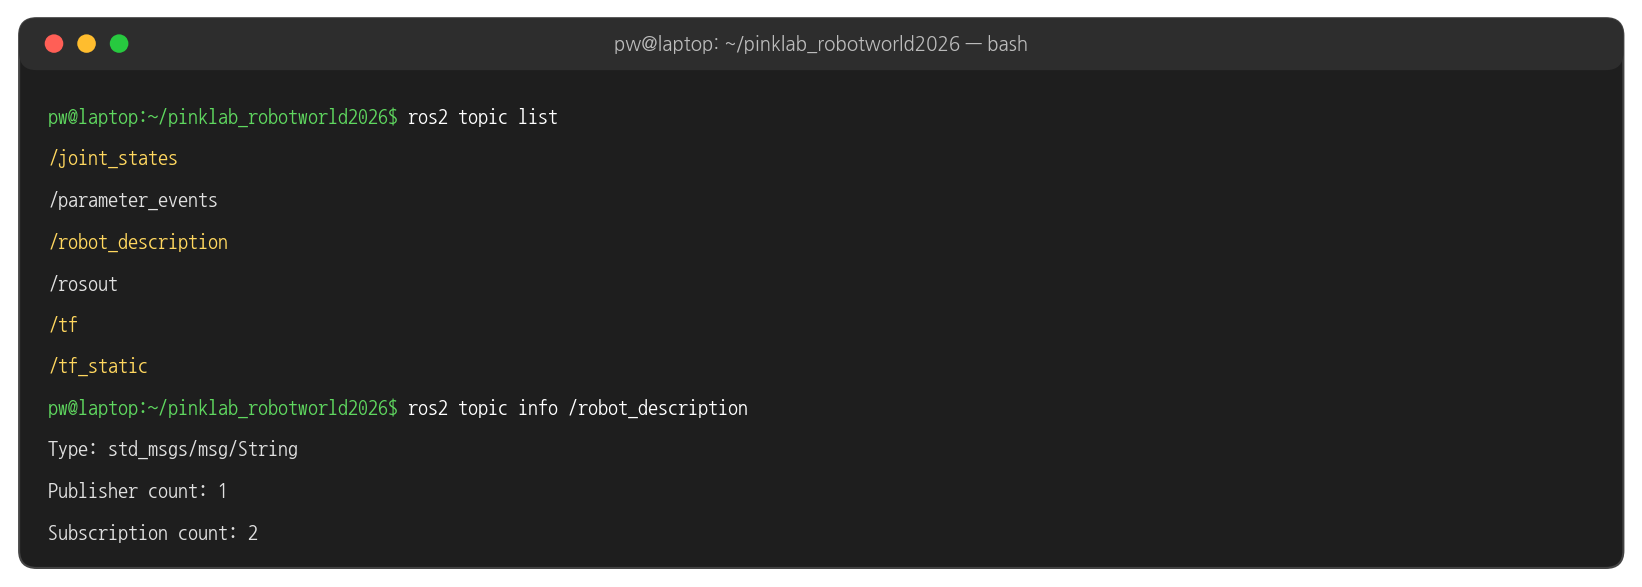 pw@laptop: ~/pinklab_robotworld2026 — bash
pw@laptop:~/pinklab_robotworld2026$ ros2 topic list
/joint_states
/parameter_events
/robot_description
/rosout
/tf
/tf_static
pw@laptop:~/pinklab_robotworld2026$ ros2 topic info /robot_description
Type: std_msgs/msg/String
Publisher count: 1
Subscription count: 2